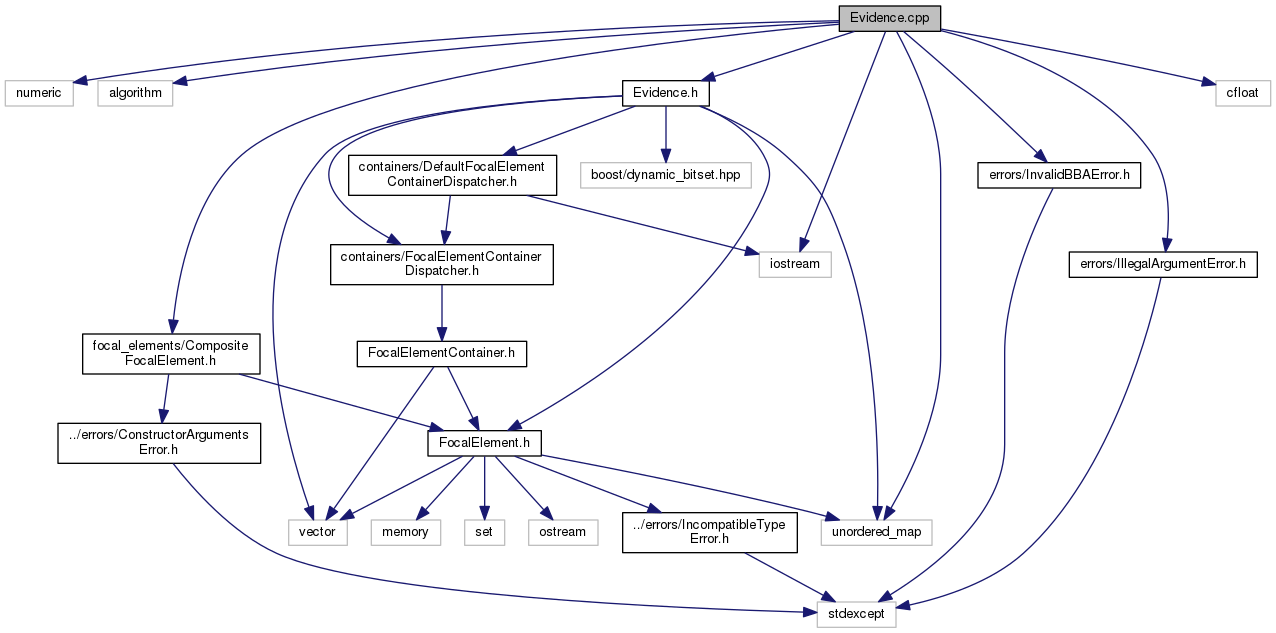 Evidence.cpp
numeric
algorithm
Evidence.h
cfloat
containers/DefaultFocalElement
ContainerDispatcher.h
boost/dynamic_bitset.hpp
errors/InvalidBBAError.h
containers/FocalElementContainer
Dispatcher.h
iostream
errors/IllegalArgumentError.h
focal_elements/Composite
FocalElement.h
FocalElementContainer.h
../errors/ConstructorArguments
Error.h
FocalElement.h
vector
memory
set
ostream
../errors/IncompatibleType
Error.h
unordered_map
stdexcept